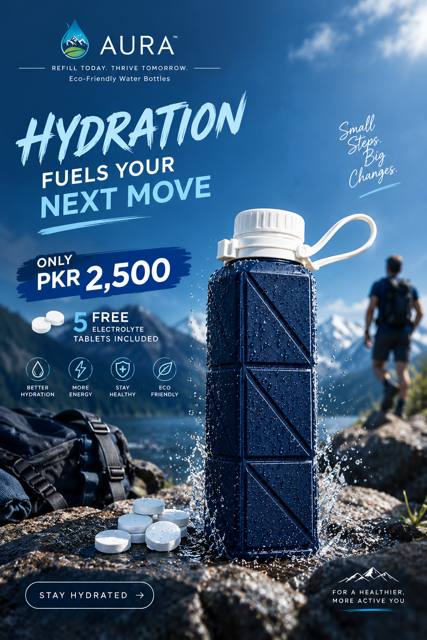 AURA™
REFILL TODAY. THRIVE TOMORROW.
Eco-Friendly Water Bottles
HYDRATION
FUELS YOUR
NEXT MOVE
Small
Steps.
Big
Changes.
ONLY
PKR 2,500
5 FREE
ELECTROLYTE
TABLETS INCLUDED
BETTER
HYDRATION
MORE
ENERGY
STAY
HEALTHY
ECO
FRIENDLY
STAY HYDRATED →
FOR A HEALTHIER,
MORE ACTIVE YOU